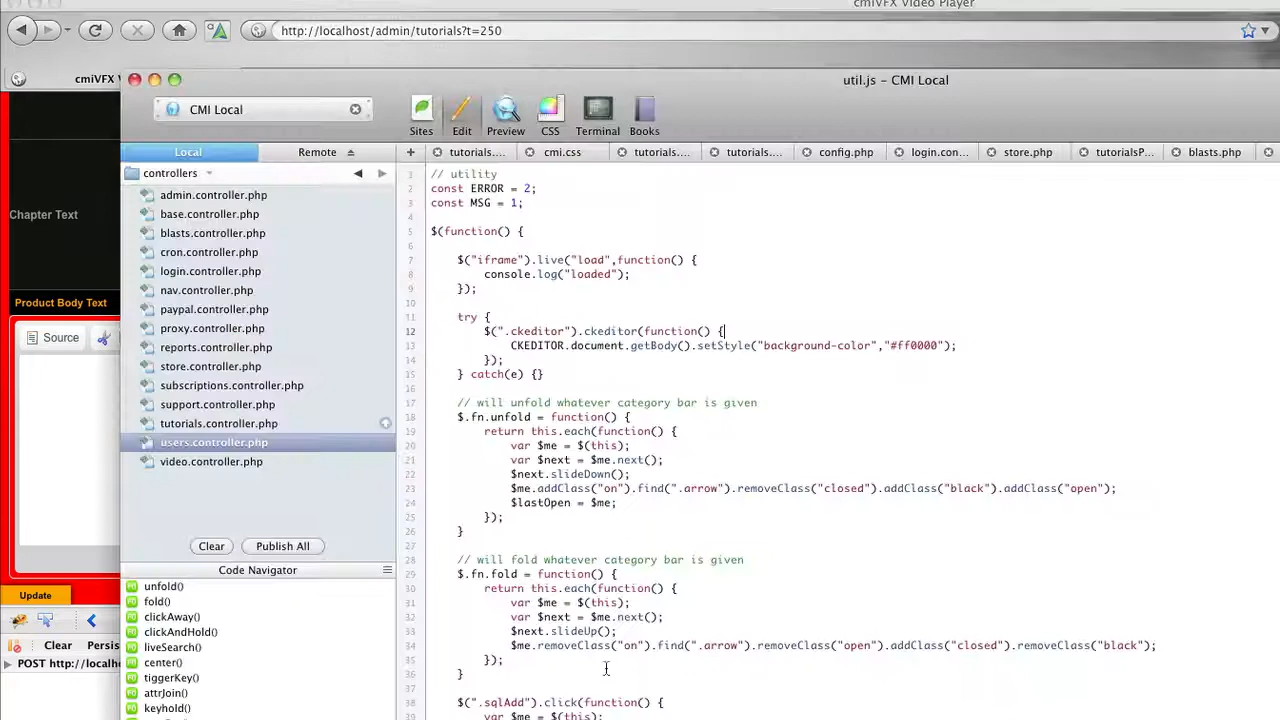 cmiVFX Video Player
http://localhost/admin/tutorials?t=250
cmiVFX V
util.js - CMI Local
CMI Local
Sites
Edit
Preview
CSS
Terminal
Books
Local
Remote
tutorials....
cmi.css
tutorials....
tutorials....
config.php
login.con...
store.php
tutorialsP...
blasts.php
controllers
admin.controller.php
base.controller.php
blasts.controller.php
cron.controller.php
login.controller.php
nav.controller.php
paypal.controller.php
proxy.controller.php
reports.controller.php
store.controller.php
subscriptions.controller.php
support.controller.php
tutorials.controller.php
users.controller.php
video.controller.php
Clear
Publish All
Code Navigator
unfold()
fold()
clickAway()
clickAndHold()
liveSearch()
center()
tiggerKey()
attrJoin()
keyhold()
Chapter Text
Product Body Text
Source
Update
Clear
Persis
POST http://localho
1 // utility
2 const ERROR = 2;
3 const MSG = 1;
4
5 $(function() {
6
7 $("iframe").live("load",function() {
8 console.log("loaded");
9 });
10
11 try {
12 $(".ckeditor").ckeditor(function() {
13 CKEDITOR.document.getBody().setStyle("background-color","#ff0000");
14 });
15 } catch(e) {}
16
17 // will unfold whatever category bar is given
18 $.fn.unfold = function() {
19 return this.each(function() {
20 var $me = $(this);
21 var $next = $me.next();
22 $next.slideDown();
23 $me.addClass("on").find(".arrow").removeClass("closed").addClass("black").addClass("open");
24 $lastOpen = $me;
25 });
26 }
27
28 // will fold whatever category bar is given
29 $.fn.fold = function() {
30 return this.each(function() {
31 var $me = $(this);
32 var $next = $me.next();
33 $next.slideUp();
34 $me.removeClass("on").find(".arrow").removeClass("open").addClass("closed").removeClass("black");
35 });
36 }
37
38 $(".sqlAdd").click(function() {
39 var $me = $(this);